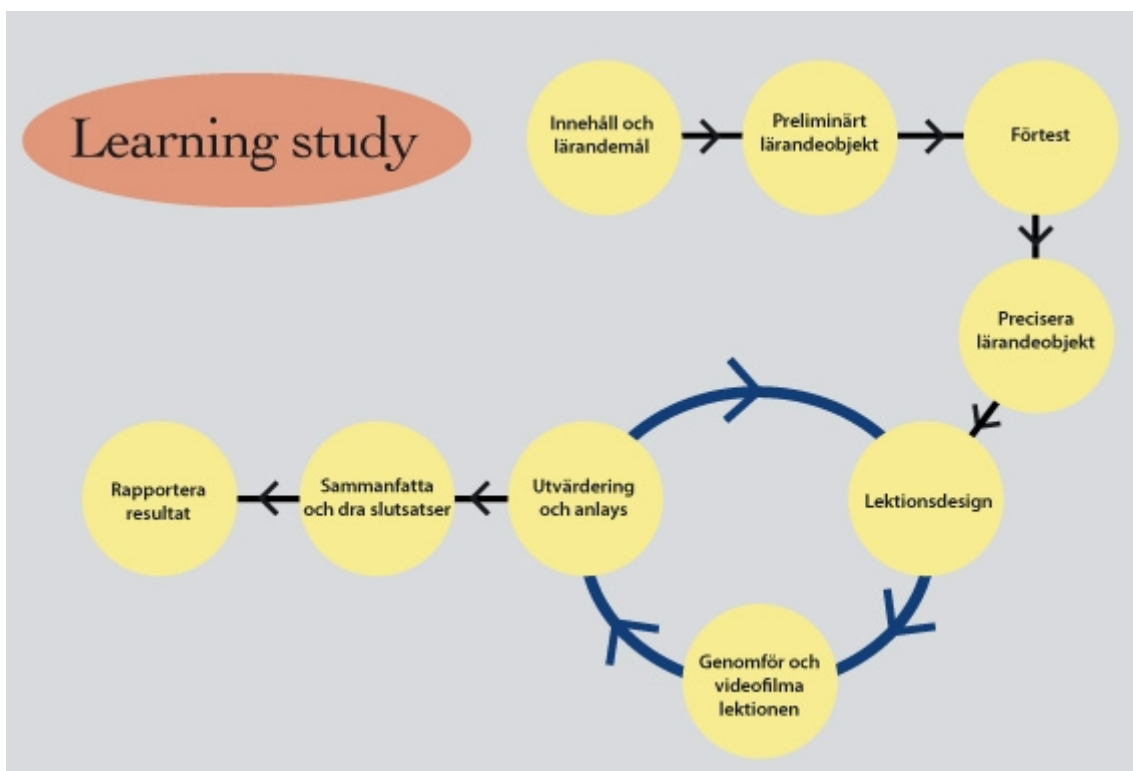 Learning study
Innehåll och
lärandemål
Preliminärt
lärandeobjekt
Förtest
Precisera
lärandeobjekt
Lektionsdesign
Genomför och
videofilma
lektionen
Utvärdering
och anlays
Sammanfatta
och dra slutsatser
Rapportera
resultat